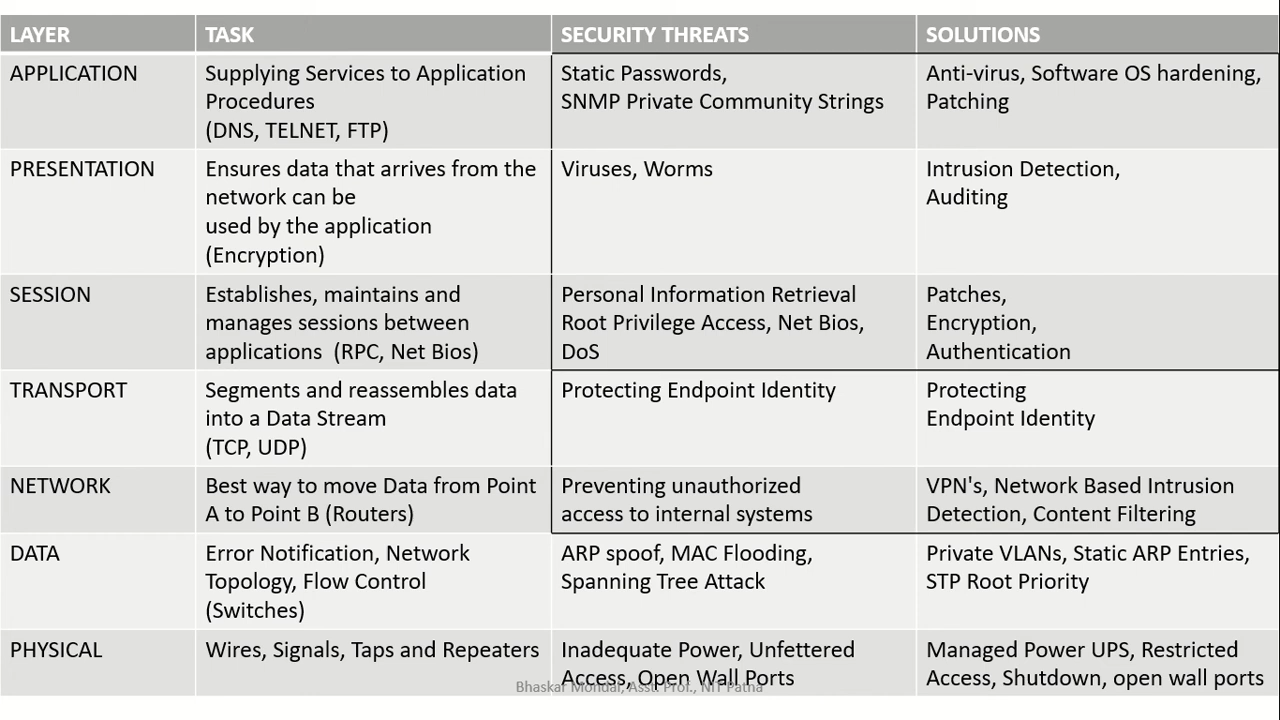 LAYER TASK SECURITY THREATS SOLUTIONS
APPLICATION
Supplying Services to Application
Procedures
(DNS, TELNET, FTP)
Static Passwords,
SNMP Private Community Strings
Anti-virus, Software OS hardening,
Patching
PRESENTATION
Ensures data that arrives from the
network can be
used by the application
(Encryption)
Viruses, Worms
Intrusion Detection,
Auditing
SESSION
Establishes, maintains and
manages sessions between
applications (RPC, Net Bios)
Personal Information Retrieval
Root Privilege Access, Net Bios,
DoS
Patches,
Encryption,
Authentication
TRANSPORT
Segments and reassembles data
into a Data Stream
(TCP, UDP)
Protecting Endpoint Identity
Protecting
Endpoint Identity
NETWORK
Best way to move Data from Point
A to Point B (Routers)
Preventing unauthorized
access to internal systems
VPN's, Network Based Intrusion
Detection, Content Filtering
DATA
Error Notification, Network
Topology, Flow Control
(Switches)
ARP spoof, MAC Flooding,
Spanning Tree Attack
Private VLANs, Static ARP Entries,
STP Root Priority
PHYSICAL
Wires, Signals, Taps and Repeaters
Inadequate Power, Unfettered
Access, Open Wall Ports
Managed Power UPS, Restricted
Access, Shutdown, open wall ports
Bhaskar Mondal, Asst. Prof., NIT Patna